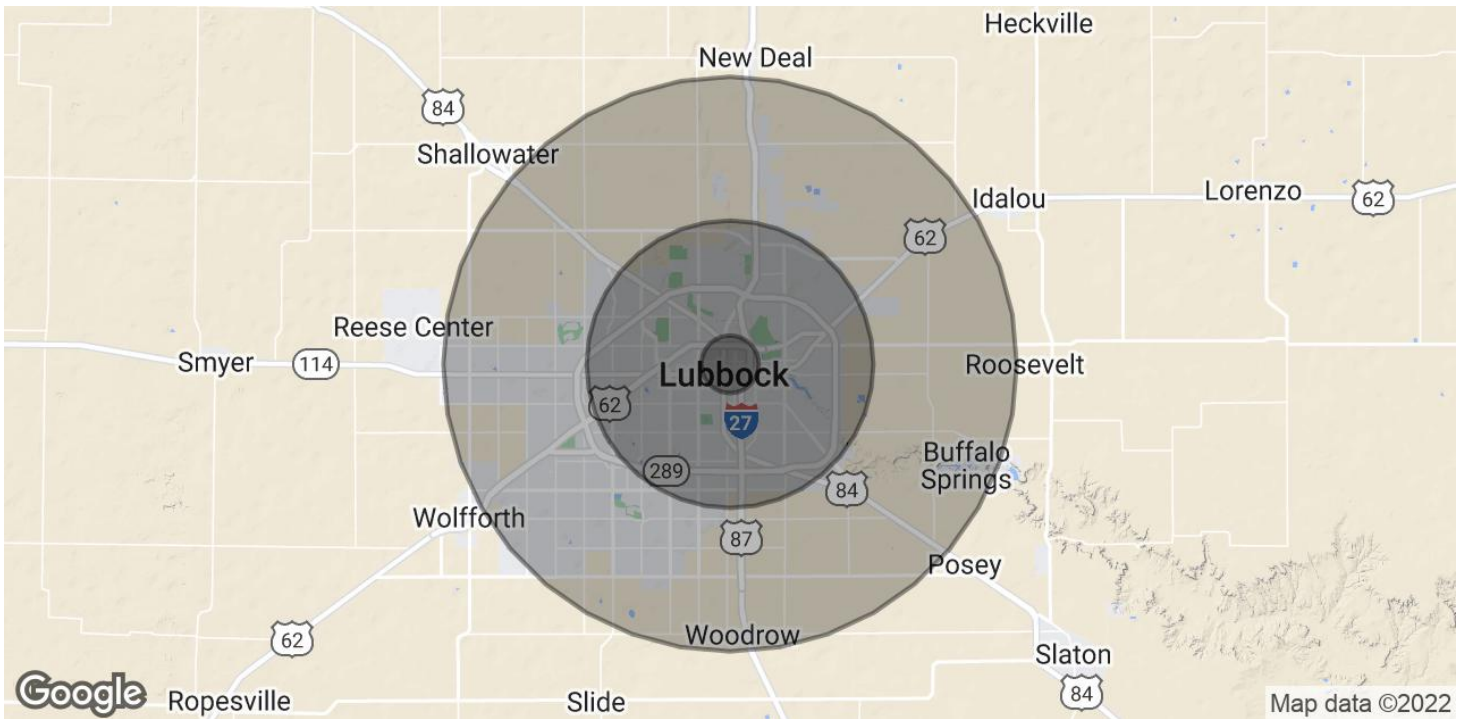 Heckville
New Deal
84
Shallowater
Idalou
Lorenzo
62
62
Reese Center
Smyer
114
Lubbock
Roosevelt
62
27
Buffalo
Springs
289
84
Wolfforth
87
Posey
62
Woodrow
Slaton
84
Google
Ropesville
Slide
Map data ©2022